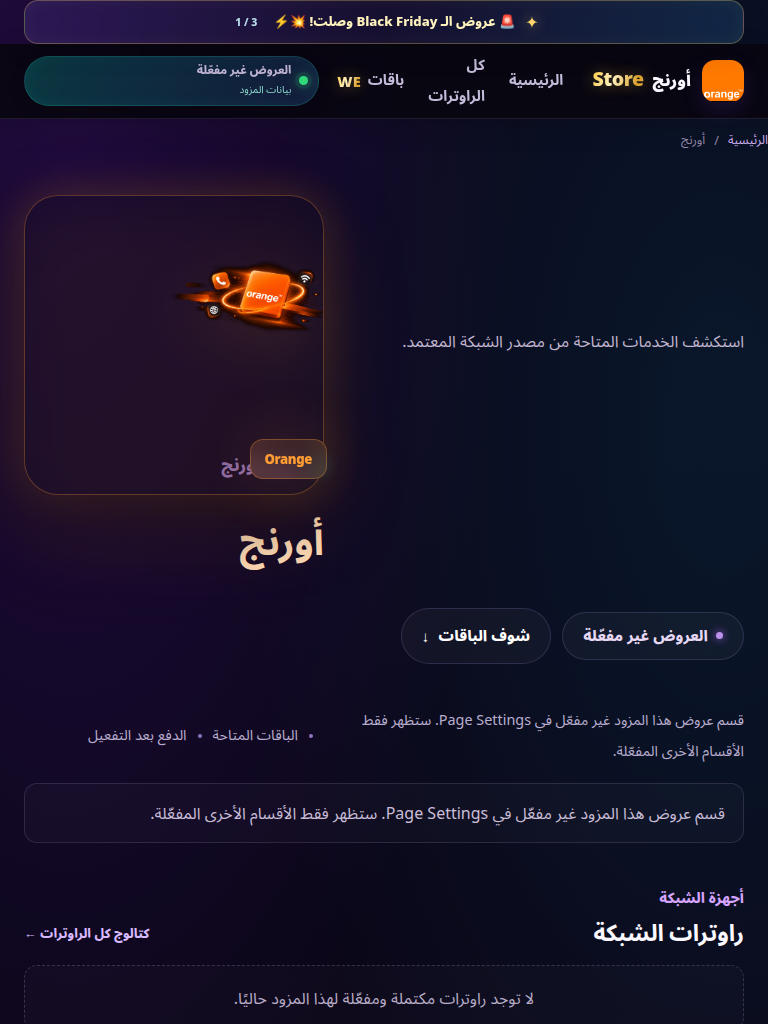 ✦ 🚨 عروض الـ Black Friday وصلت! 💥⚡ 1 / 3
orange
أورنج Store
الرئيسية
كل
الراوترات
باقات WE
العروض غير مفعّلة
بيانات المزود
الرئيسية / أورنج
orange
استكشف الخدمات المتاحة من مصدر الشبكة المعتمد.
Orange
أورنج
العروض غير مفعّلة
شوف الباقات ↓
قسم عروض هذا المزود غير مفعّل في Page Settings. ستظهر فقط
الأقسام الأخرى المفعّلة.
• الباقات المتاحة • الدفع بعد التفعيل
قسم عروض هذا المزود غير مفعّل في Page Settings. ستظهر فقط الأقسام الأخرى المفعّلة.
أجهزة الشبكة
راوترات الشبكة
كتالوج كل الراوترات ←
لا توجد راوترات مكتملة ومفعّلة لهذا المزود حاليًا.